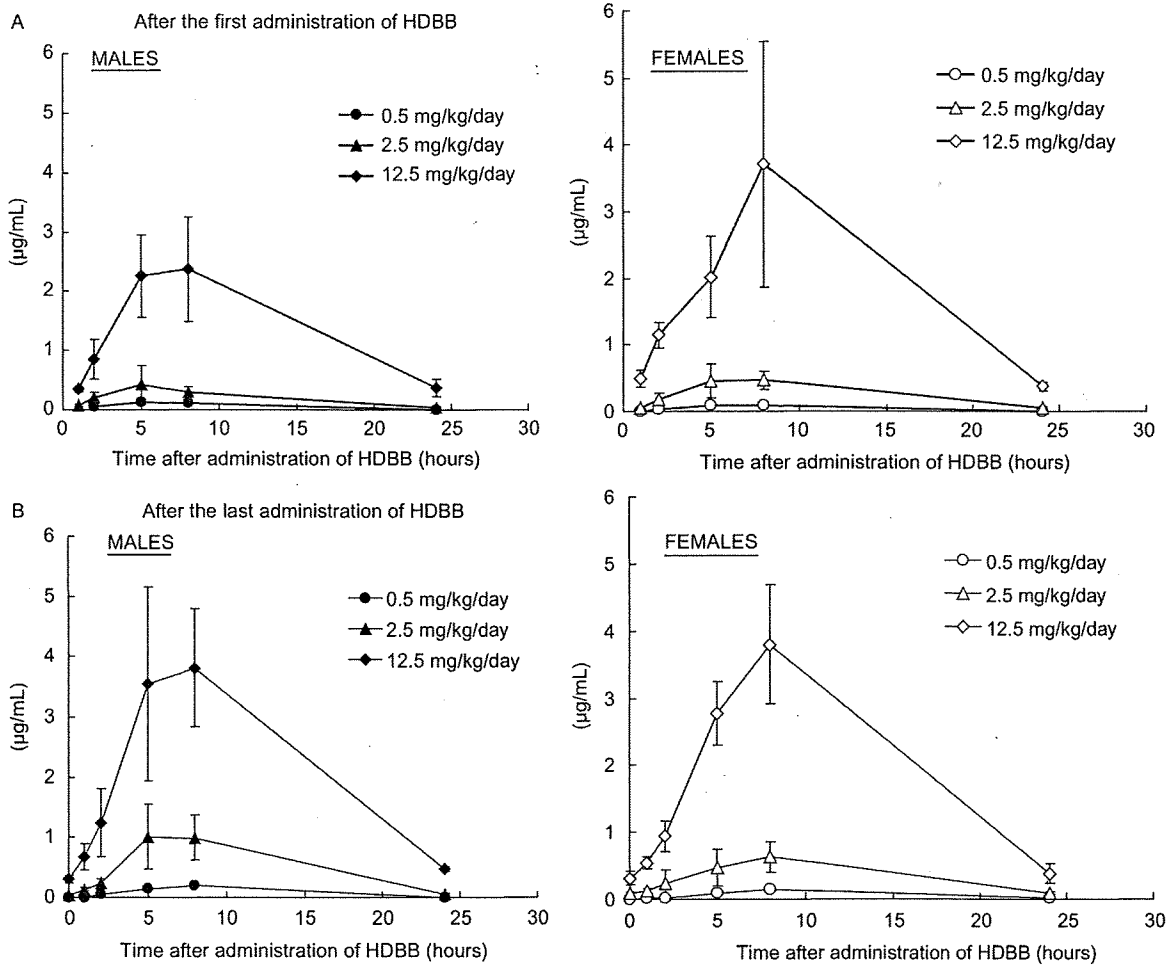 A
After the first administration of HDBB
MALES
0.5 mg/kg/day
2.5 mg/kg/day
12.5 mg/kg/day
(µg/mL)
6
5
4
3
2
1
0
0 5 10 15 20 25 30
Time after administration of HDBB (hours)
FEMALES
0.5 mg/kg/day
2.5 mg/kg/day
12.5 mg/kg/day
(µg/mL)
6
5
4
3
2
1
0
0 5 10 15 20 25 30
Time after administration of HDBB (hours)
B
After the last administration of HDBB
MALES
0.5 mg/kg/day
2.5 mg/kg/day
12.5 mg/kg/day
(µg/mL)
6
5
4
3
2
1
0
0 5 10 15 20 25 30
Time after administration of HDBB (hours)
FEMALES
0.5 mg/kg/day
2.5 mg/kg/day
12.5 mg/kg/day
(µg/mL)
6
5
4
3
2
1
0
0 5 10 15 20 25 30
Time after administration of HDBB (hours)